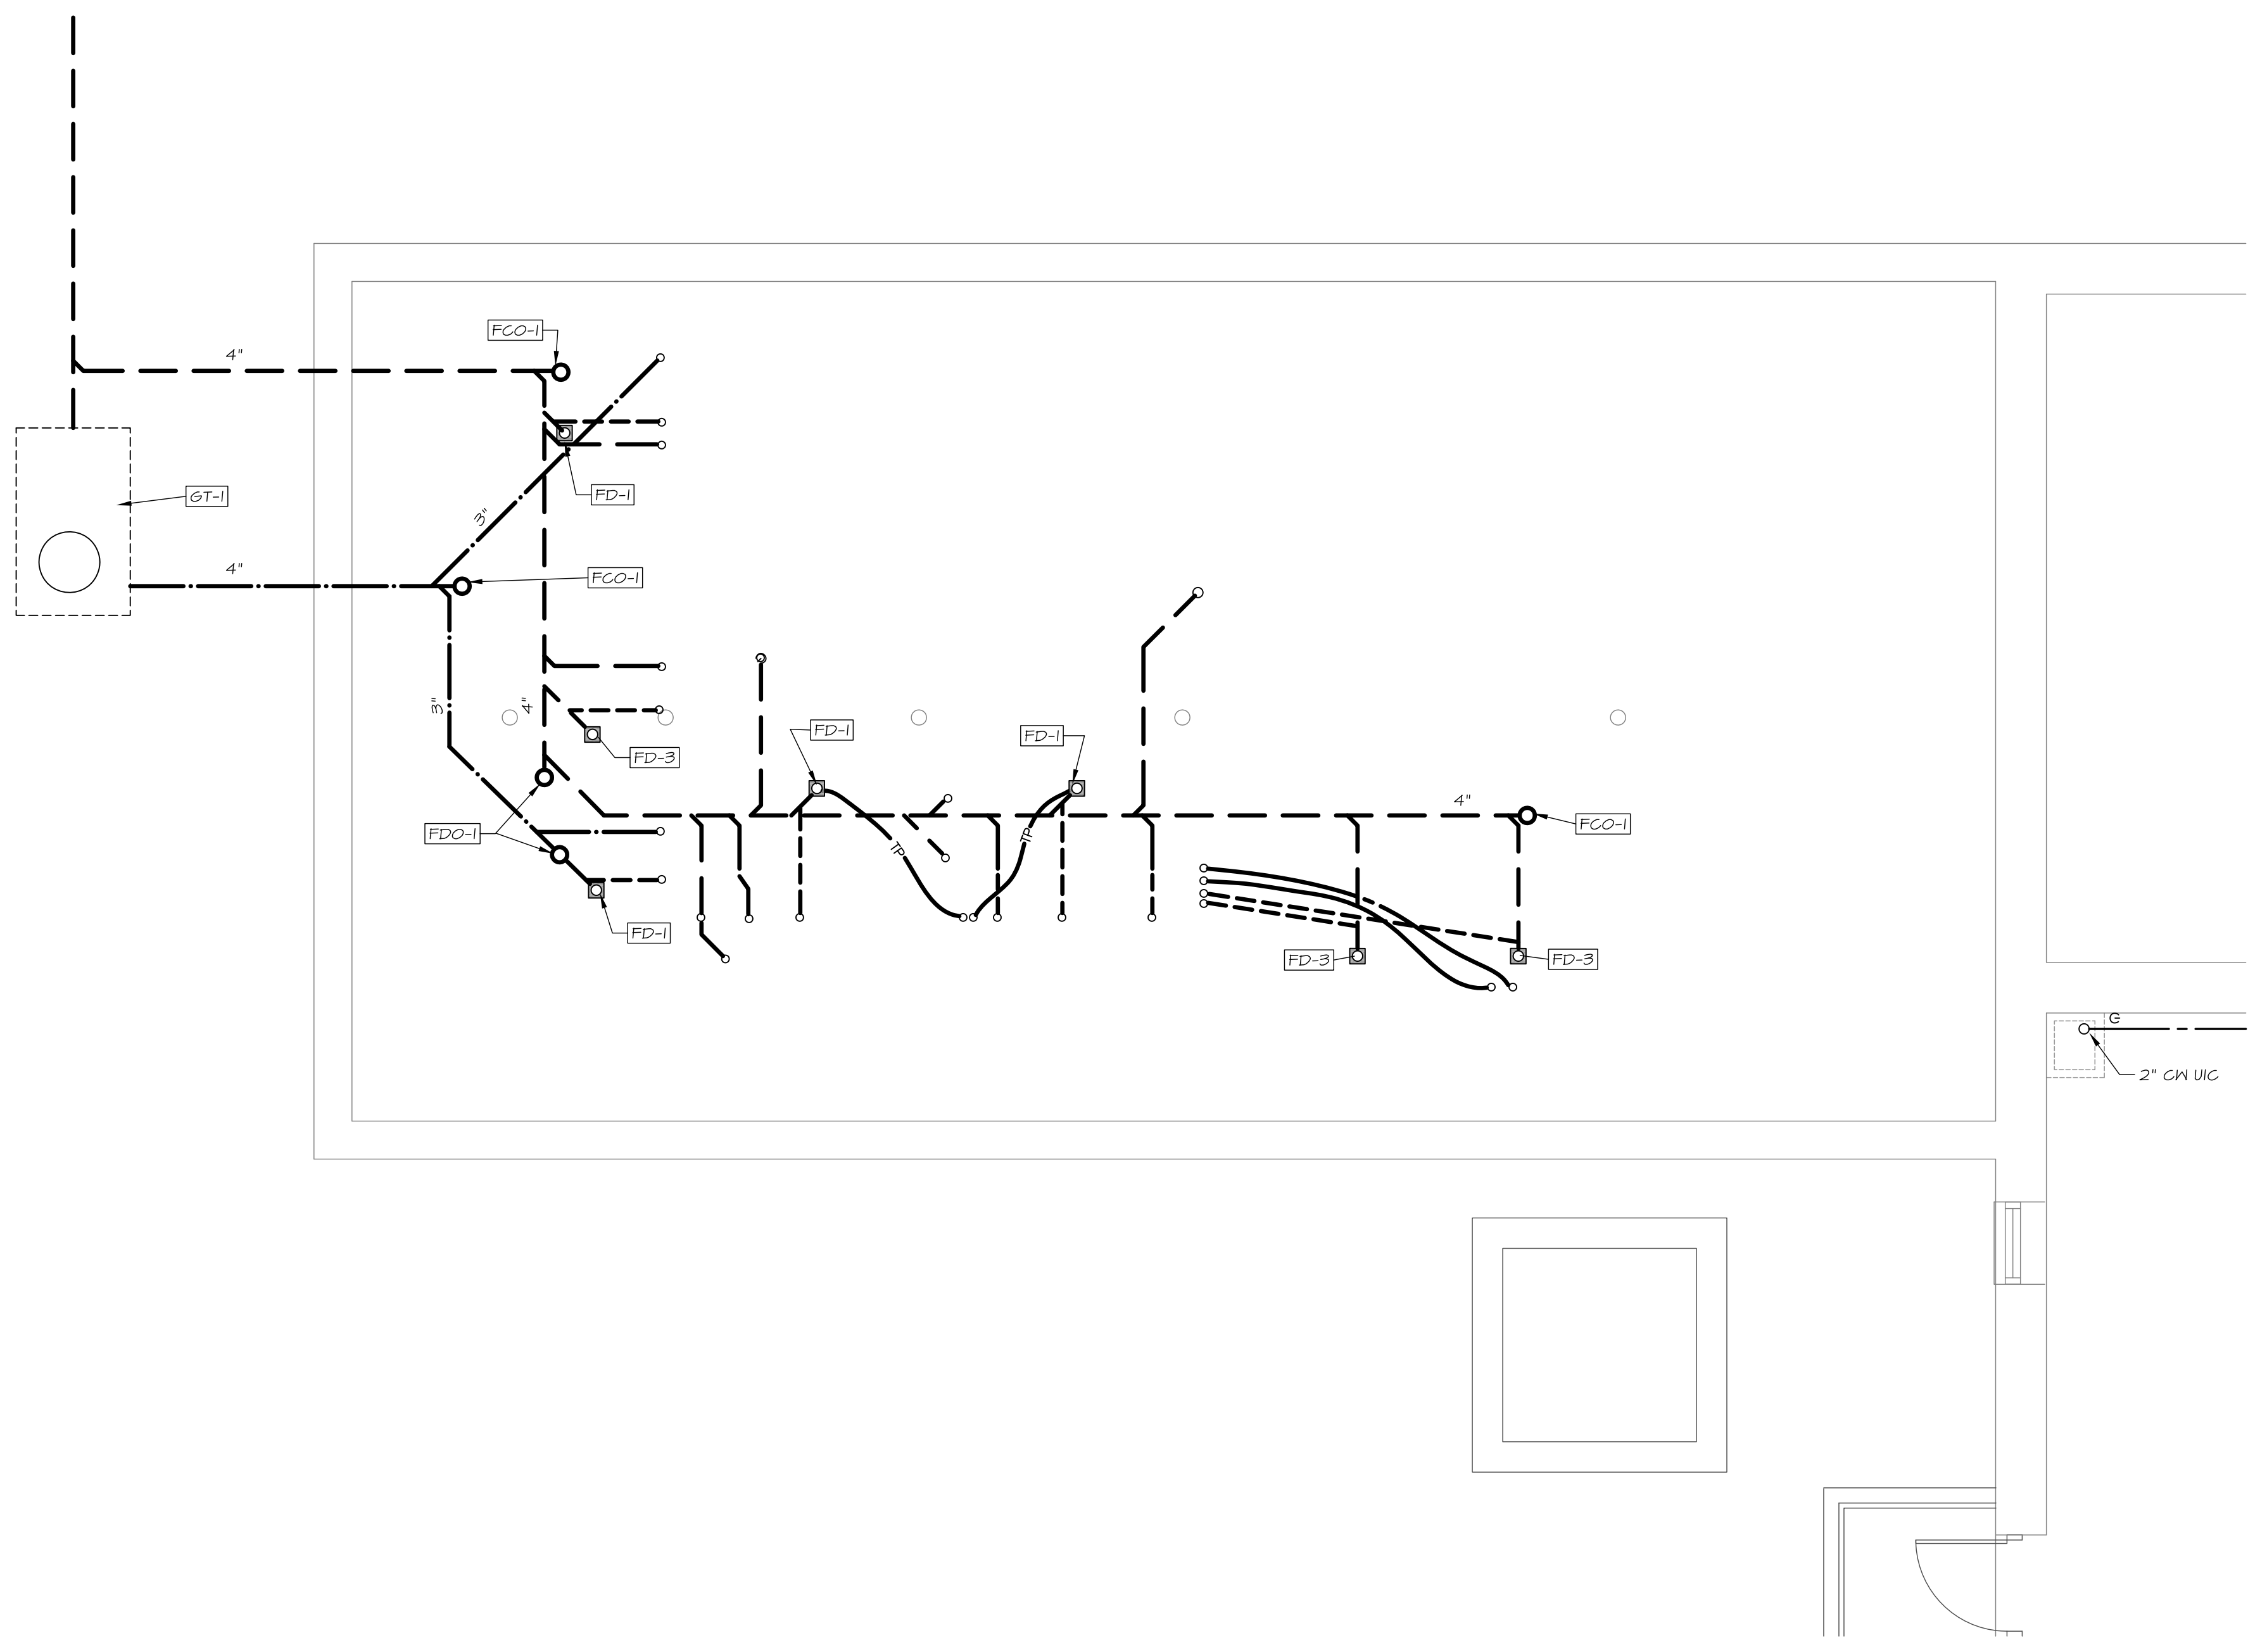 FCO-1
4"
GT-1
FD-1
3"
FCO-1
4"
3"
4"
FD-1
FD-1
FD-3
4"
FCO-1
FDO-1
TP
TP
FD-1
FD-3
FD-3
G
2" CW UIC